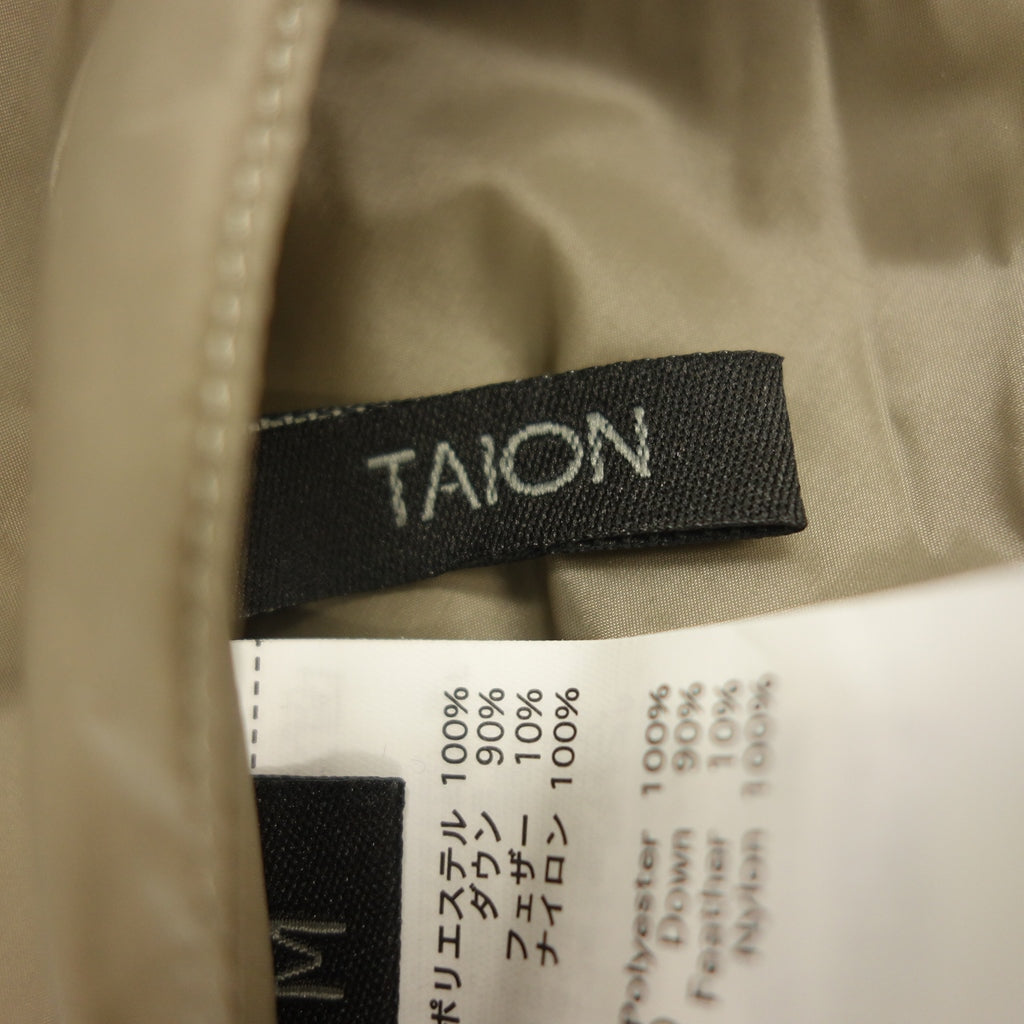 TAION
M
ポリエステル 100%
ダウン 90%
フェザー 10%
ナイロン 100%
Polyester 100%
Down 90%
Feather 10%
Nylon 100%